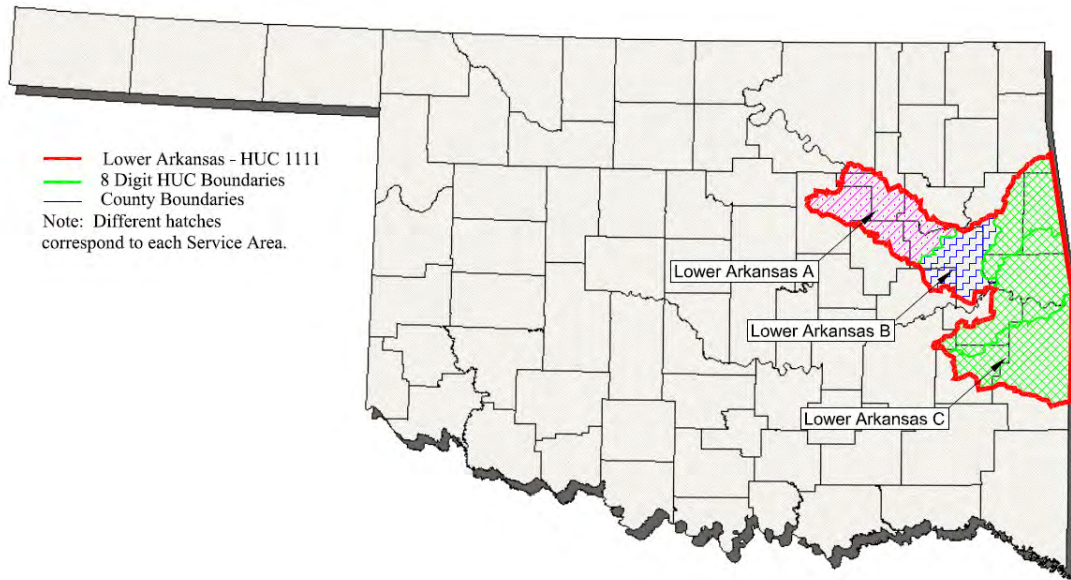 Lower Arkansas - HUC 1111
8 Digit HUC Boundaries
County Boundaries
Note: Different hatches
correspond to each Service Area.
Lower Arkansas A
Lower Arkansas B
Lower Arkansas C